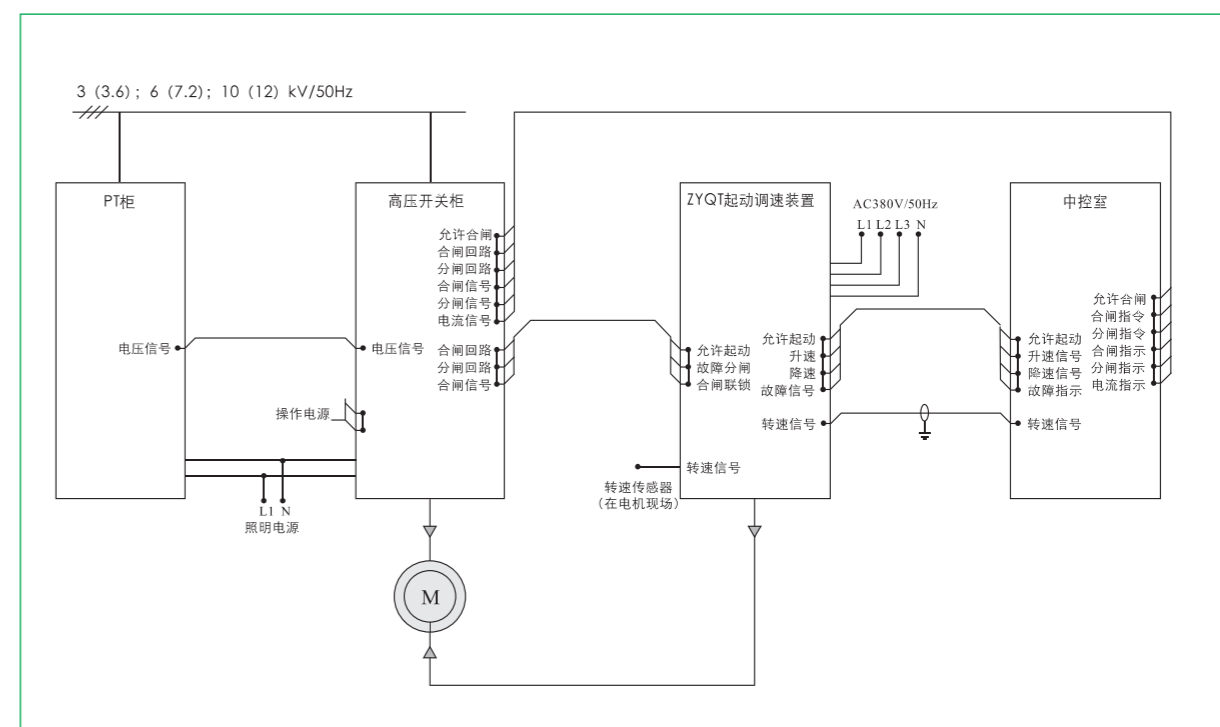 3 (3.6) ; 6 (7.2) ; 10 (12) kV/50Hz
PT柜
电压信号
高压开关柜
允许合闸
合闸回路
分闸回路
合闸信号
分闸信号
电流信号
电压信号
合闸回路
分闸回路
合闸信号
操作电源
L1 N
照明电源
ZYQT起动调速装置
AC380V/50Hz
L1 L2 L3 N
允许起动
故障分闸
合闸联锁
允许起动
升速
降速
故障信号
转速信号
转速信号
转速传感器
(在电机现场)
中控室
允许合闸
合闸指令
分闸指令
合闸指示
分闸指示
电流指示
允许起动
升速信号
降速信号
故障指示
转速信号
M